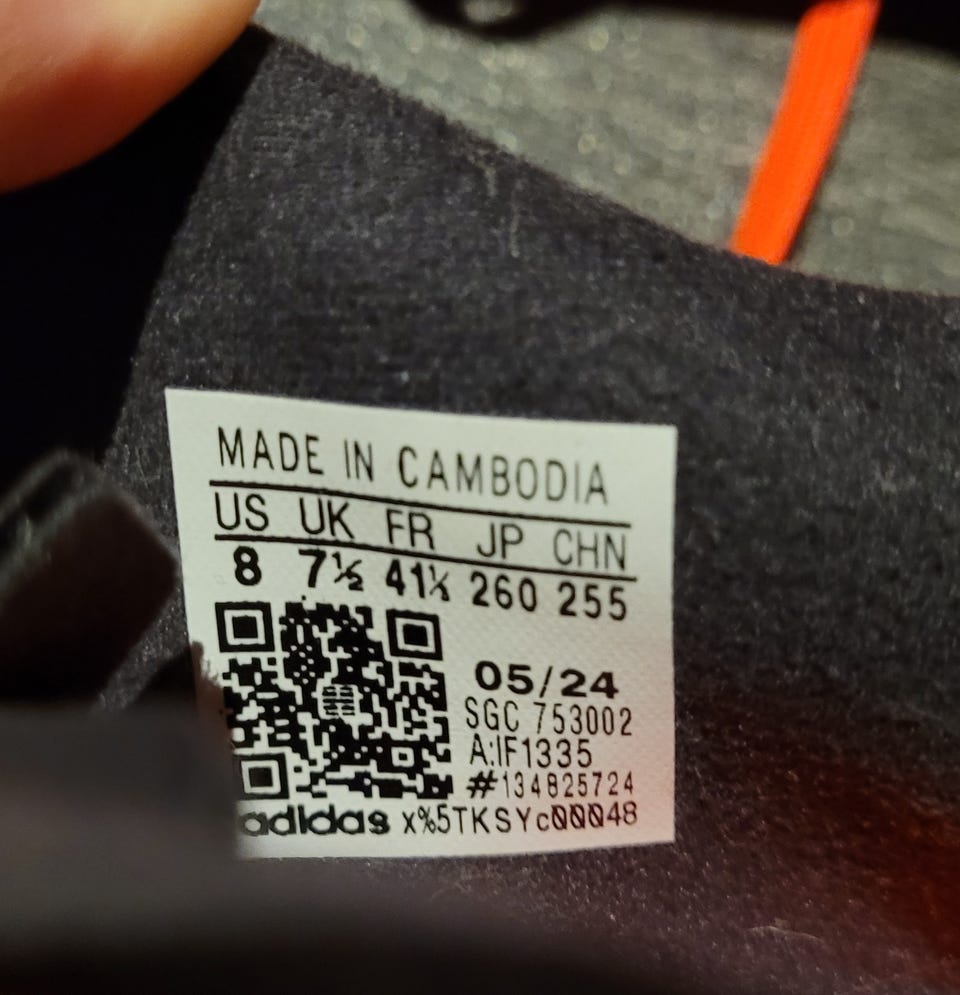 MADE IN CAMBODIA
US UK FR JP CHN
8 7½ 41⅓ 260 255
05/24
SGC 753002
A:IF1335
#134825724
adidas x%5TKSYc00048